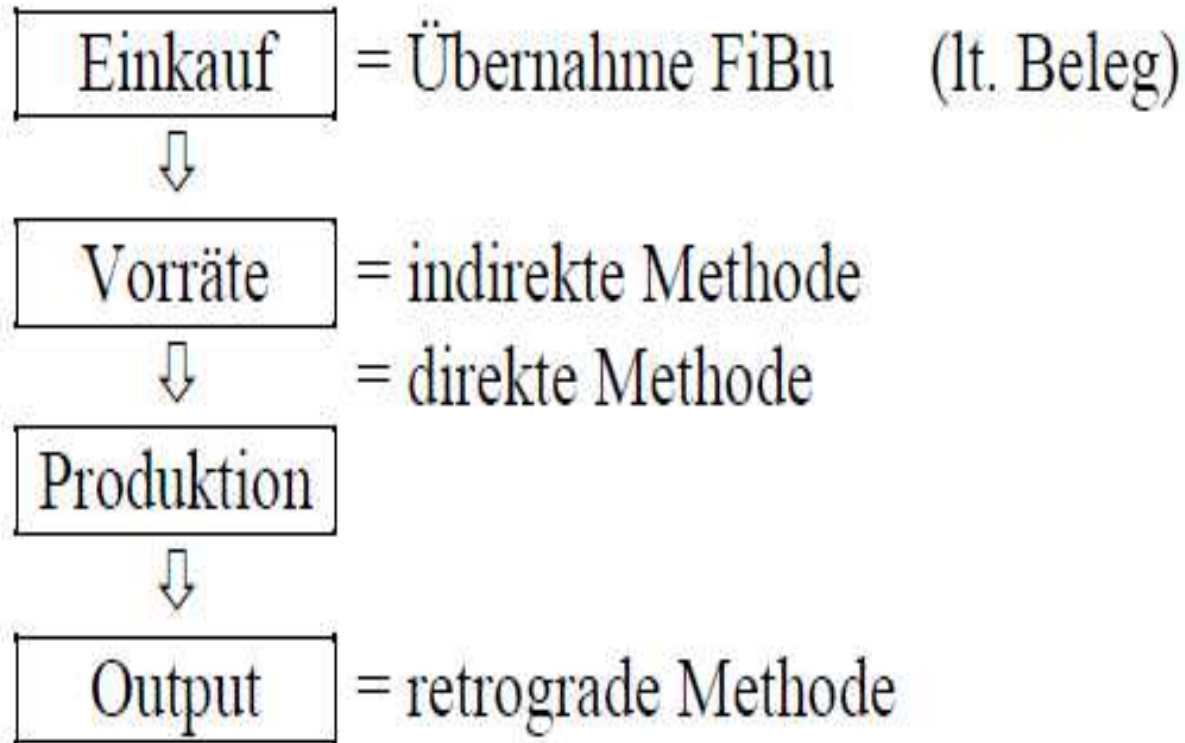 Einkauf = Übernahme FiBu (lt. Beleg)
Vorräte = indirekte Methode
= direkte Methode
Produktion
Output = retrograde Methode